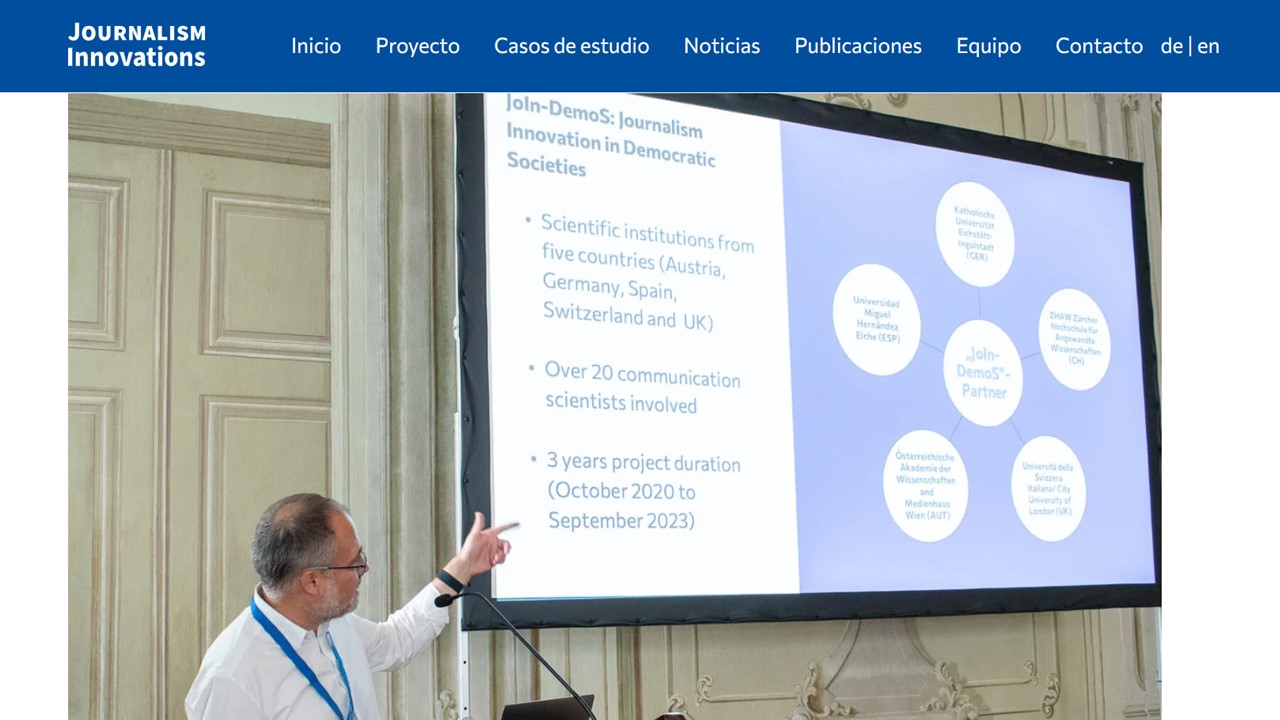 JOURNALISM
Innovations
Inicio
Proyecto
Casos de estudio
Noticias
Publicaciones
Equipo
Contacto
de | en
JoIn-DemoS: Journalism
Innovation in Democratic
Societies
• Scientific institutions from
five countries (Austria,
Germany, Spain,
Switzerland and UK)
• Over 20 communication
scientists involved
• 3 years project duration
(October 2020 to
September 2023)
Katholische
Universität
Eichstätt-
Ingolstadt
(GER)
Universidad
Miguel
Hernández
Elche (ESP)
ZHAW Zürcher
Hochschule für
Angewandte
Wissenschaften
(CH)
„JoIn-
DemoS“-
Partner
Österreichische
Akademie der
Wissenschaften
und
Medienhaus
Wien (AUT)
Università della
Svizzera
Italiana/ City
University of
London (UK)